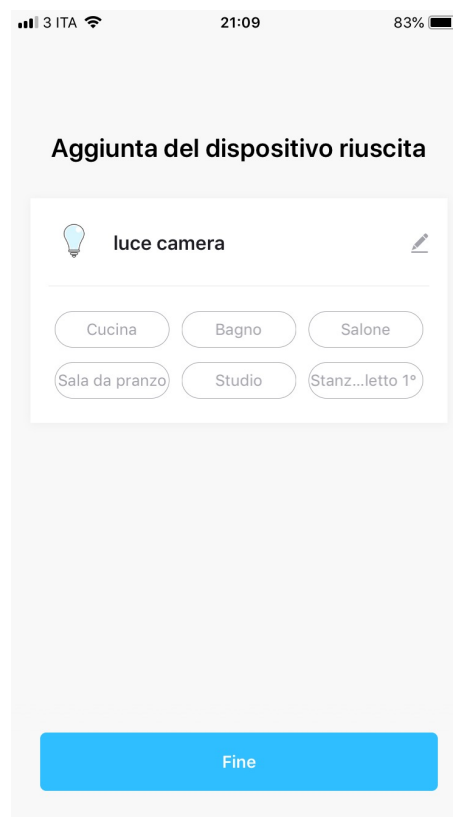 3 ITA 21:09 83%
Aggiunta del dispositivo riuscita
luce camera
Cucina Bagno Salone
Sala da pranzo Studio Stanz...letto 1°
Fine